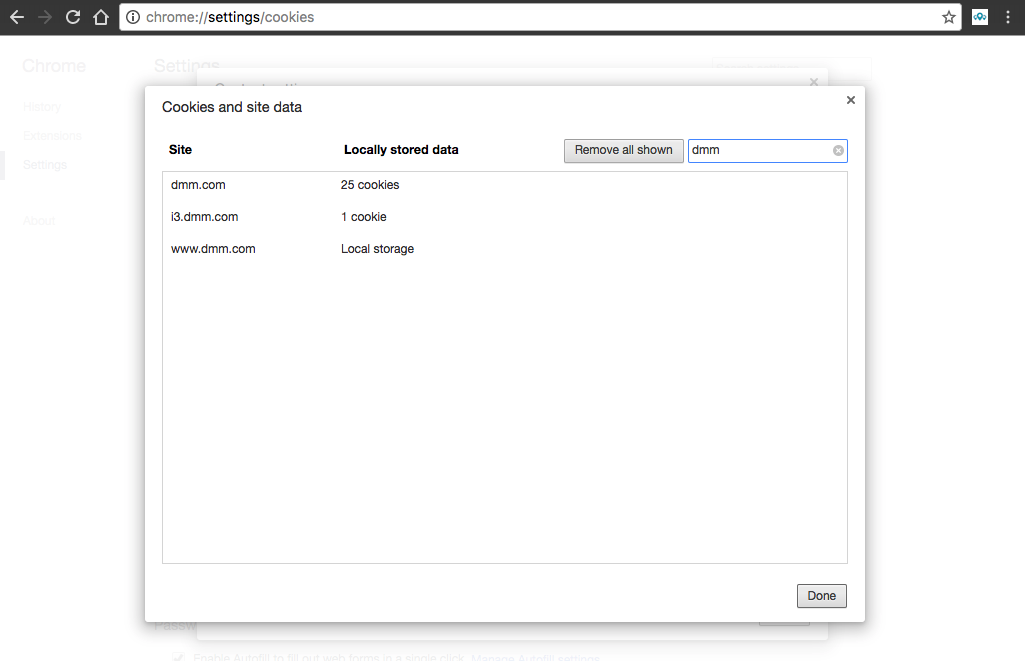 chrome://settings/cookies
Chrome
Settings
History
Extensions
Settings
About
Cookies and site data
Site Locally stored data Remove all shown dmm
dmm.com 25 cookies
i3.dmm.com 1 cookie
www.dmm.com Local storage
Done
Enable Autofill to fill out web forms in a single click. Manage Autofill settings